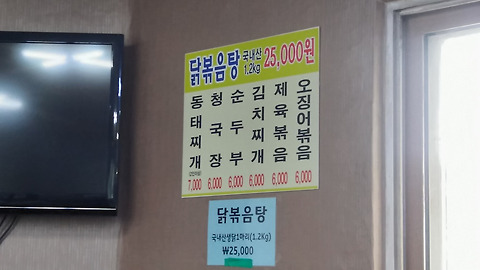 닭볶음탕 국내산 1.2kg 25,000원
동태찌개
청국장
순두부
김치찌개
제육볶음
오징어볶음
7,000 6,000 6,000 6,000 6,000 6,000
닭볶음탕
국내산생닭1마리(1.2Kg)
₩25,000